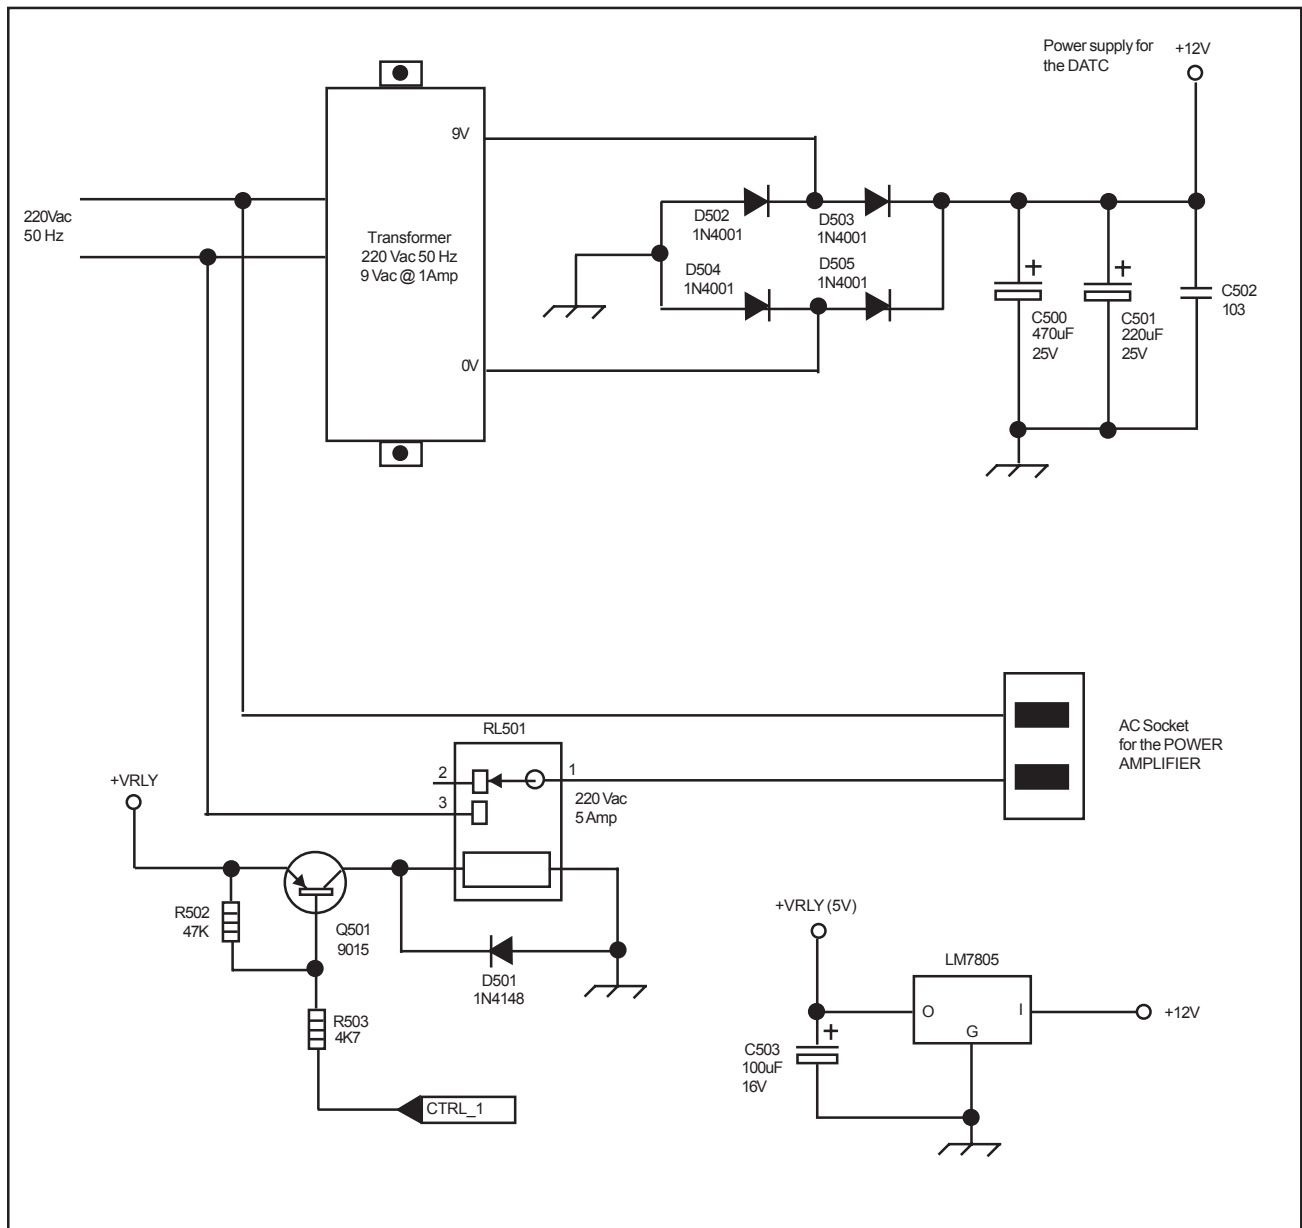 Power supply for
the DATC
+12V
9V
220Vac
50 Hz
Transformer
220 Vac 50 Hz
9 Vac @ 1Amp
0V
D502
1N4001
D503
1N4001
D504
1N4001
D505
1N4001
+
C500
470uF
25V
+
C501
220uF
25V
C502
103
RL501
2
3
1
220 Vac
5 Amp
AC Socket
for the POWER
AMPLIFIER
+VRLY
R502
47K
Q501
9015
D501
1N4148
R503
4K7
CTRL_1
+VRLY (5V)
LM7805
O
I
G
+12V
+
C503
100uF
16V